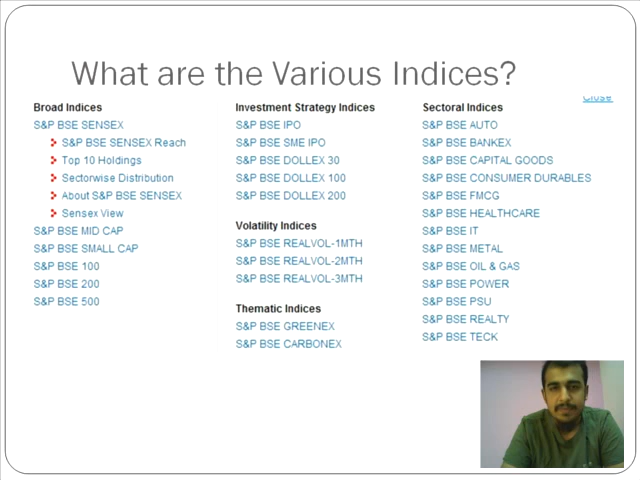 What are the Various Indices?
Close
Broad Indices
S&P BSE SENSEX
S&P BSE SENSEX Reach
Top 10 Holdings
Sectorwise Distribution
About S&P BSE SENSEX
Sensex View
S&P BSE MID CAP
S&P BSE SMALL CAP
S&P BSE 100
S&P BSE 200
S&P BSE 500
Investment Strategy Indices
S&P BSE IPO
S&P BSE SME IPO
S&P BSE DOLLEX 30
S&P BSE DOLLEX 100
S&P BSE DOLLEX 200
Volatility Indices
S&P BSE REALVOL-1MTH
S&P BSE REALVOL-2MTH
S&P BSE REALVOL-3MTH
Thematic Indices
S&P BSE GREENEX
S&P BSE CARBONEX
Sectoral Indices
S&P BSE AUTO
S&P BSE BANKEX
S&P BSE CAPITAL GOODS
S&P BSE CONSUMER DURABLES
S&P BSE FMCG
S&P BSE HEALTHCARE
S&P BSE IT
S&P BSE METAL
S&P BSE OIL & GAS
S&P BSE POWER
S&P BSE PSU
S&P BSE REALTY
S&P BSE TECK